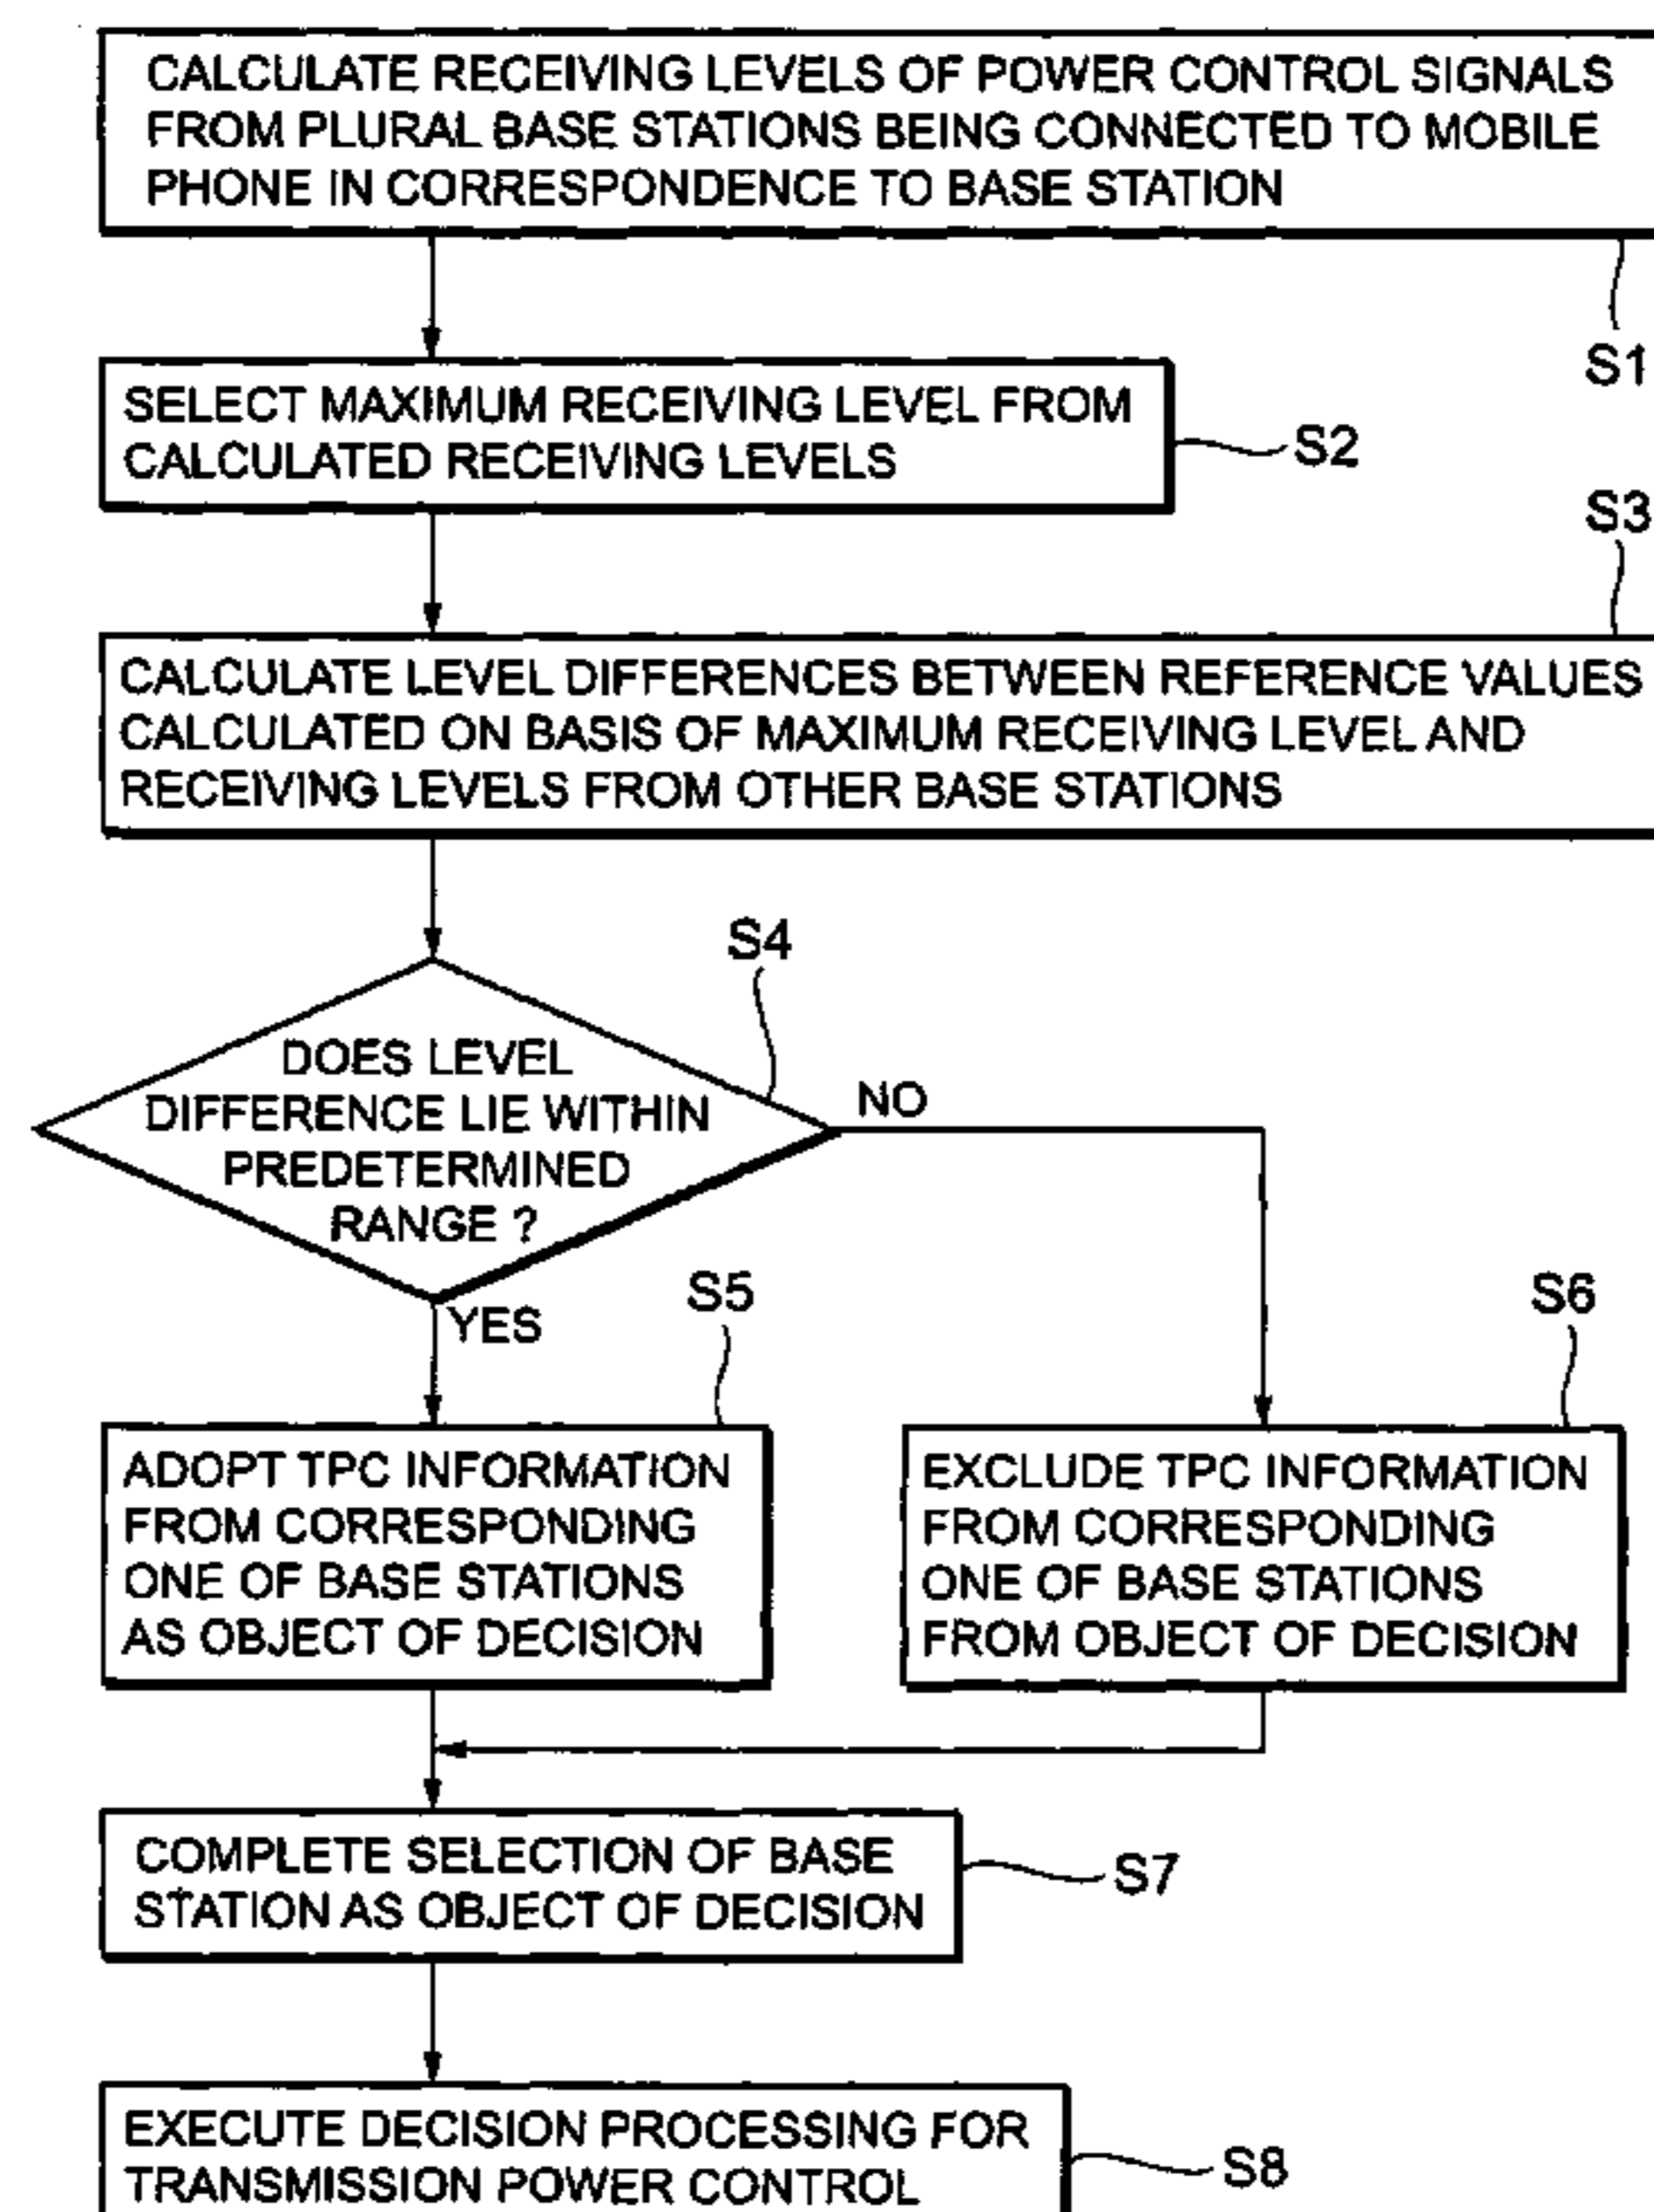 CALCULATE RECEIVING LEVELS OF POWER CONTROL SIGNALS
FROM PLURAL BASE STATIONS BEING CONNECTED TO MOBILE
PHONE IN CORRESPONDENCE TO BASE STATION
S1
SELECT MAXIMUM RECEIVING LEVEL FROM
CALCULATED RECEIVING LEVELS
S2
S3
CALCULATE LEVEL DIFFERENCES BETWEEN REFERENCE VALUES
CALCULATED ON BASIS OF MAXIMUM RECEIVING LEVEL AND
RECEIVING LEVELS FROM OTHER BASE STATIONS
S4
DOES LEVEL
DIFFERENCE LIE WITHIN
PREDETERMINED
RANGE ?
NO
YES
S5
S6
ADOPT TPC INFORMATION
FROM CORRESPONDING
ONE OF BASE STATIONS
AS OBJECT OF DECISION
EXCLUDE TPC INFORMATION
FROM CORRESPONDING
ONE OF BASE STATIONS
FROM OBJECT OF DECISION
COMPLETE SELECTION OF BASE
STATION AS OBJECT OF DECISION
S7
EXECUTE DECISION PROCESSING FOR
TRANSMISSION POWER CONTROL
S8